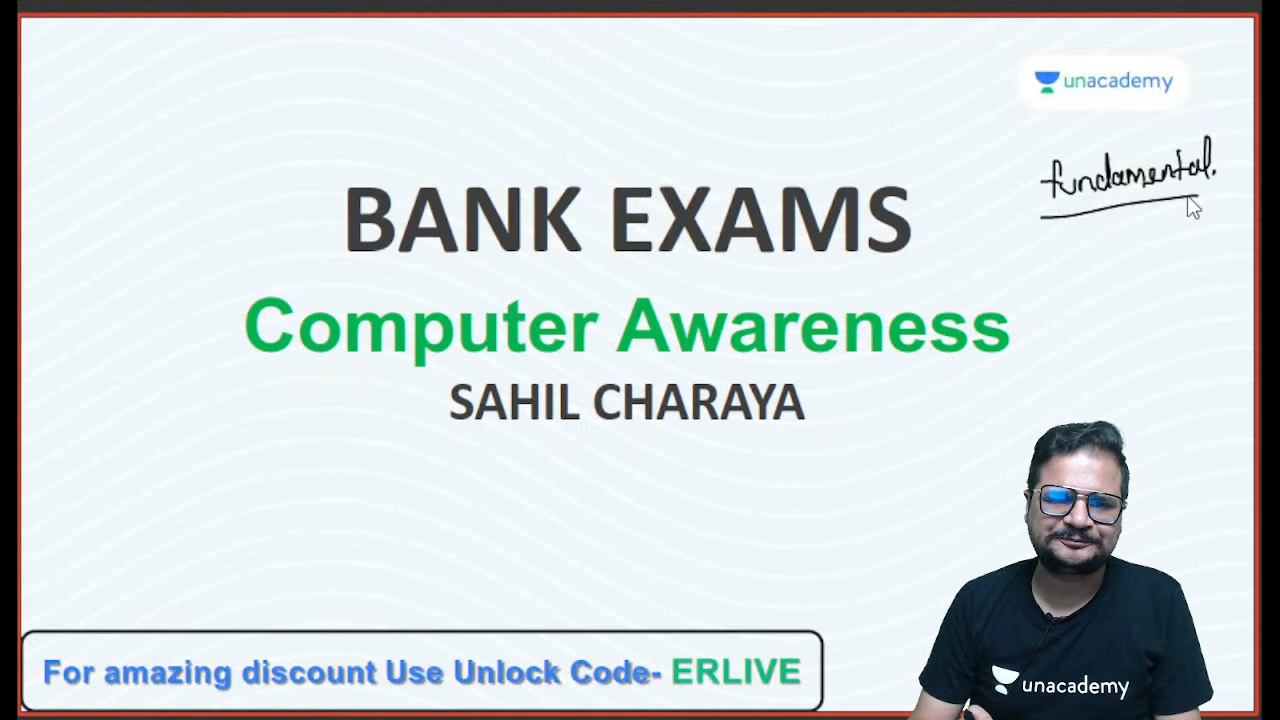 unacademy
fundamental.
BANK EXAMS
Computer Awareness
SAHIL CHARAYA
For amazing discount Use Unlock Code- ERLIVE
unacademy